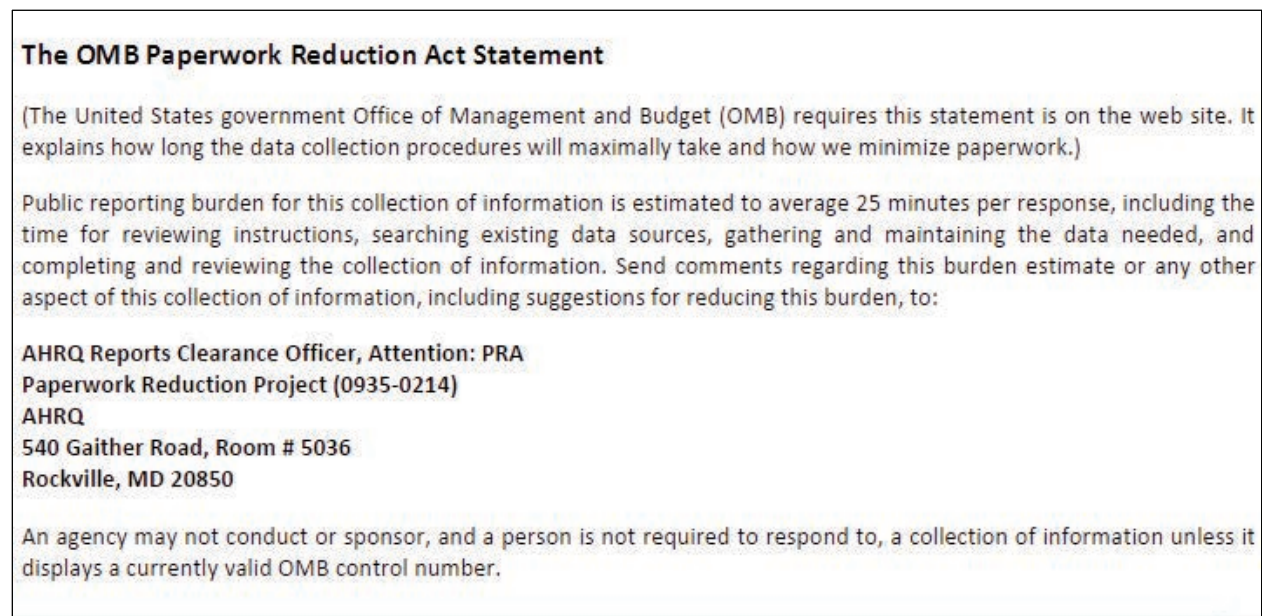 The OMB Paperwork Reduction Act Statement
(The United States government Office of Management and Budget (OMB) requires this statement is on the web site. It
explains how long the data collection procedures will maximally take and how we minimize paperwork.)
Public reporting burden for this collection of information is estimated to average 25 minutes per response, including the
time for reviewing instructions, searching existing data sources, gathering and maintaining the data needed, and
completing and reviewing the collection of information. Send comments regarding this burden estimate or any other
aspect of this collection of information, including suggestions for reducing this burden, to:
AHRQ Reports Clearance Officer, Attention: PRA
Paperwork Reduction Project (0935-0214)
AHRQ
540 Gaither Road, Room # 5036
Rockville, MD 20850
An agency may not conduct or sponsor, and a person is not required to respond to, a collection of information unless it
displays a currently valid OMB control number.